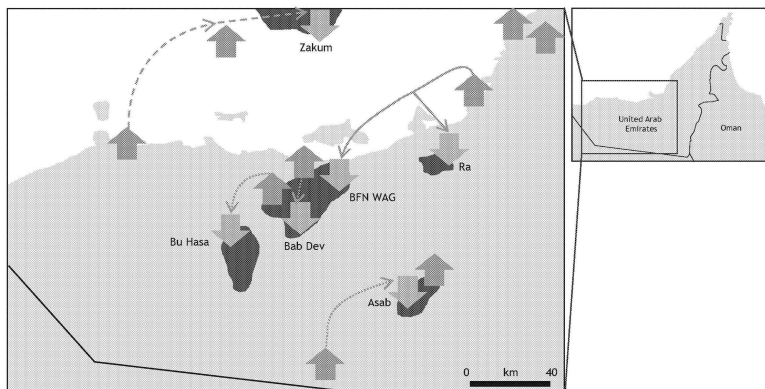 Zakum
Ra
BFN WAG
Bu Hasa
Bab Dev
Asab
0 km 40
United Arab
Emirates
Oman